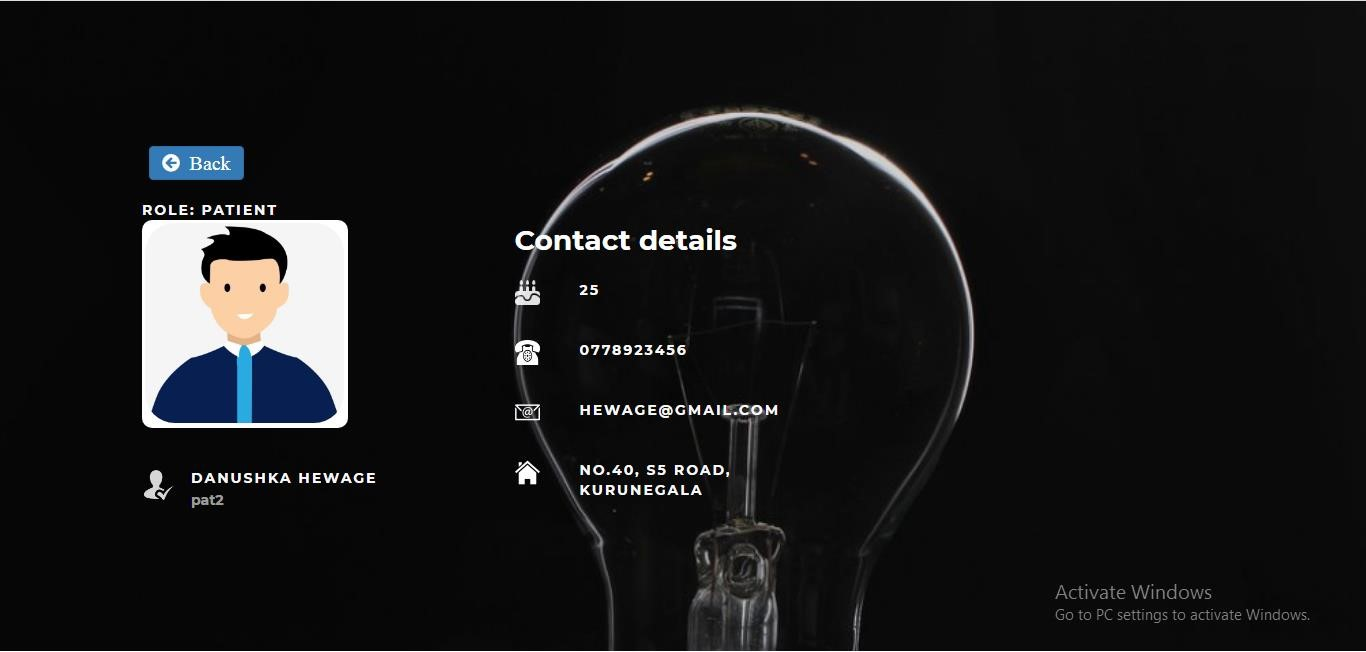 Back
ROLE: PATIENT
DANUSHKA HEWAGE
pat2
Contact details
25
0778923456
HEWAGE@GMAIL.COM
NO.40, S5 ROAD,
KURUNEGALA
Activate Windows
Go to PC settings to activate Windows.